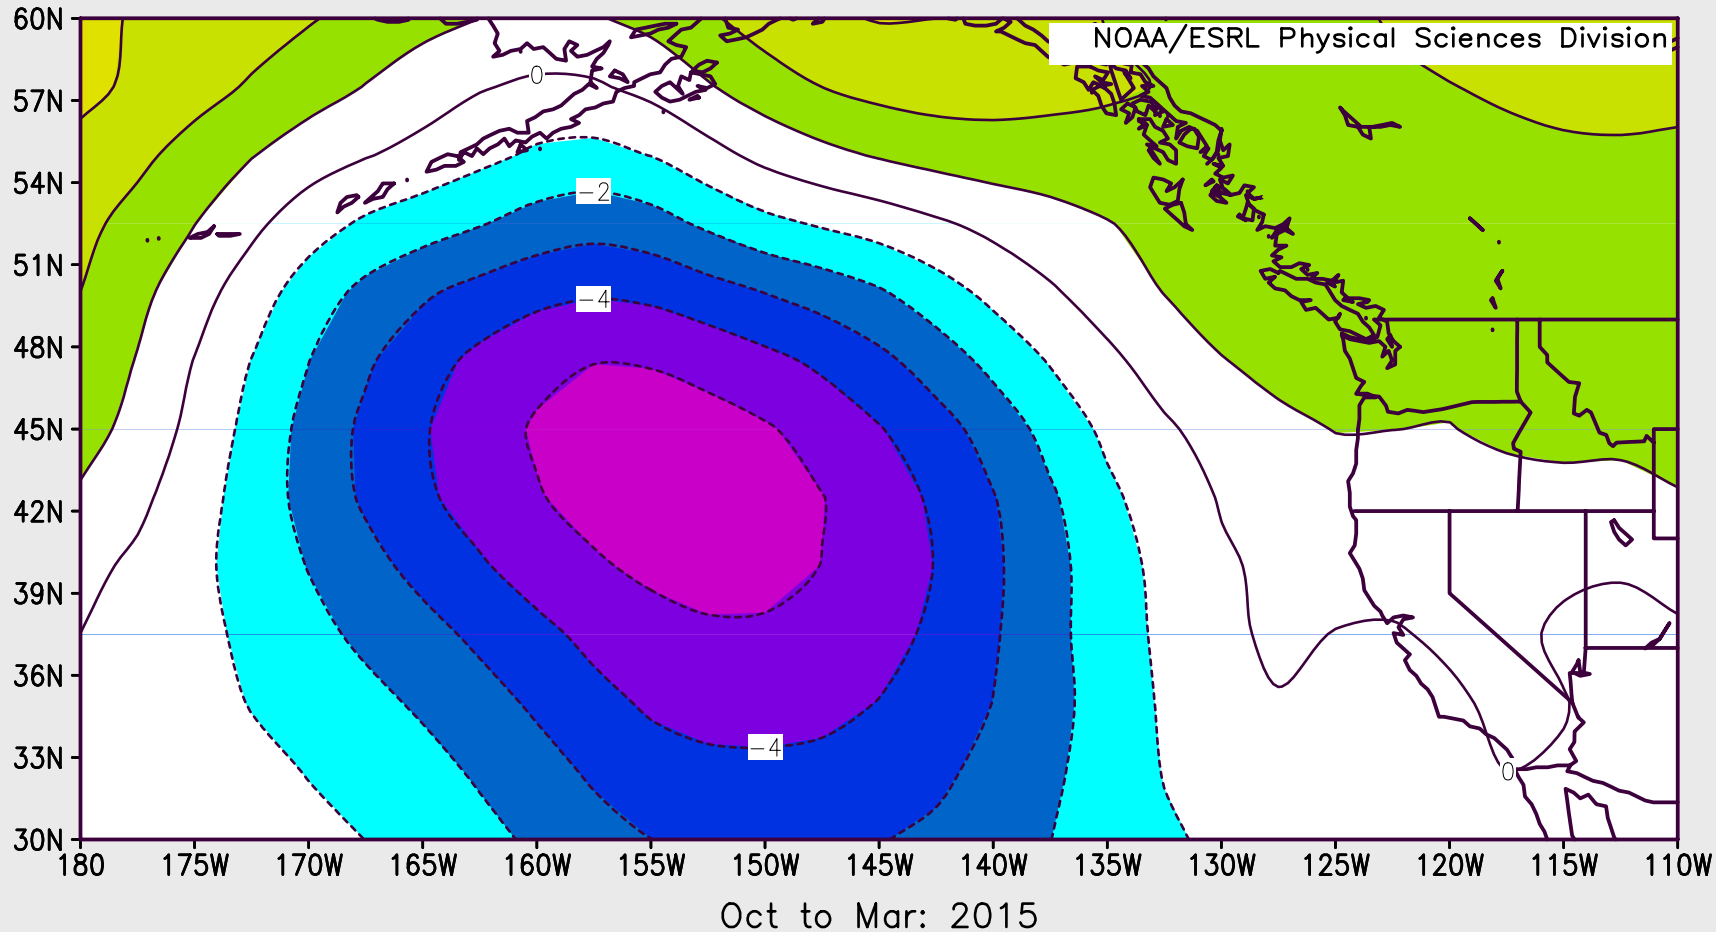 60N
NOAA/ESRL Physical Sciences Division
0
57N
54N
-2
51N
-4
48N
45N
42N
39N
36N
33N
-4
0
30N
180 175W 170W 165W 160W 155W 150W 145W 140W 135W 130W 125W 120W 115W 110W
Oct to Mar: 2015